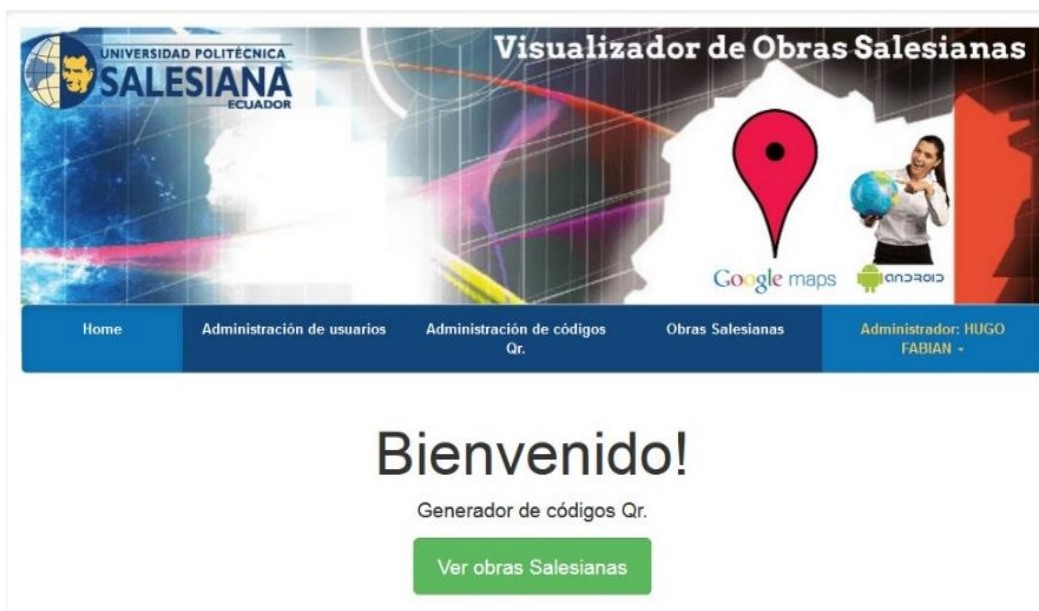 UNIVERSIDAD POLITÉCNICA
SALESIANA
ECUADOR
Visualizador de Obras Salesianas
Google maps
ANDROID
Home
Administración de usuarios
Administración de códigos
Qr.
Obras Salesianas
Administrador: HUGO
FABIAN
Bienvenido!
Generador de códigos Qr.
Ver obras Salesianas